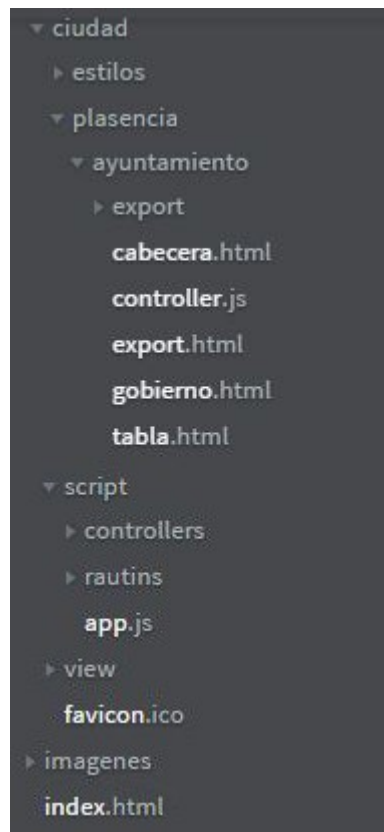 ciudad
estilos
plasencia
ayuntamiento
export
cabecera.html
controller.js
export.html
gobierno.html
tabla.html
script
controllers
rautins
app.js
view
favicon.ico
imagenes
index.html